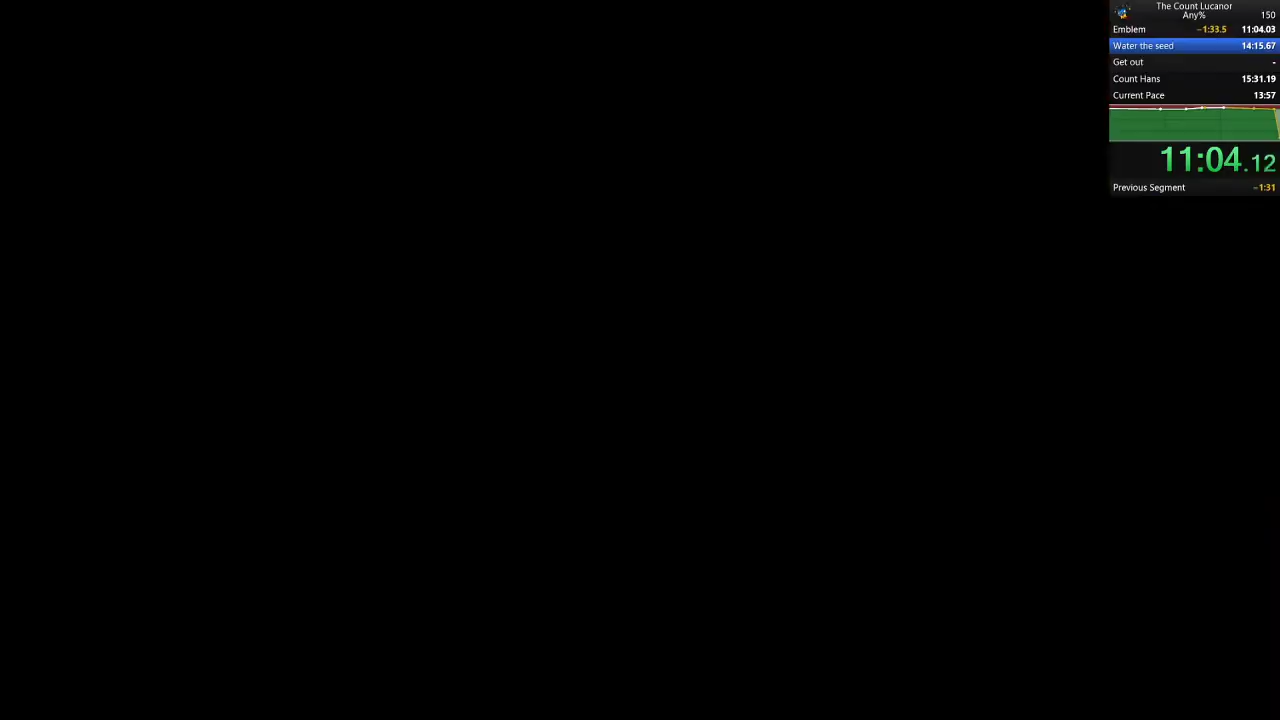 The Count Lucanor
Any% 150
Emblem −1:33.5 11:04.03
Water the seed 14:15.67
Get out -
Count Hans 15:31.19
Current Pace 13:57
11:04.12
Previous Segment −1:31